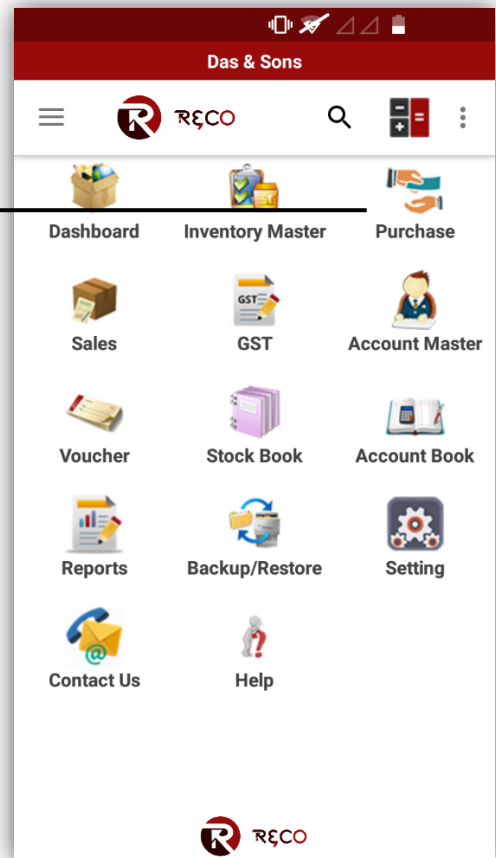 Das & Sons
RECO
Dashboard Inventory Master Purchase
GST
Sales GST Account Master
Voucher Stock Book Account Book
Reports Backup/Restore Setting
Contact Us Help
RECO